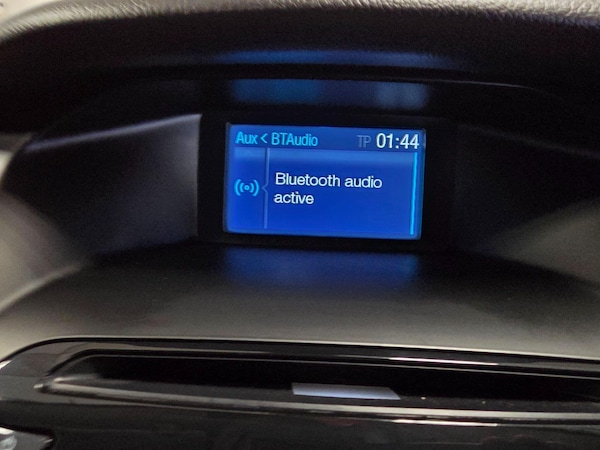 Aux < BTAudio TP 01:44
Bluetooth audio
active